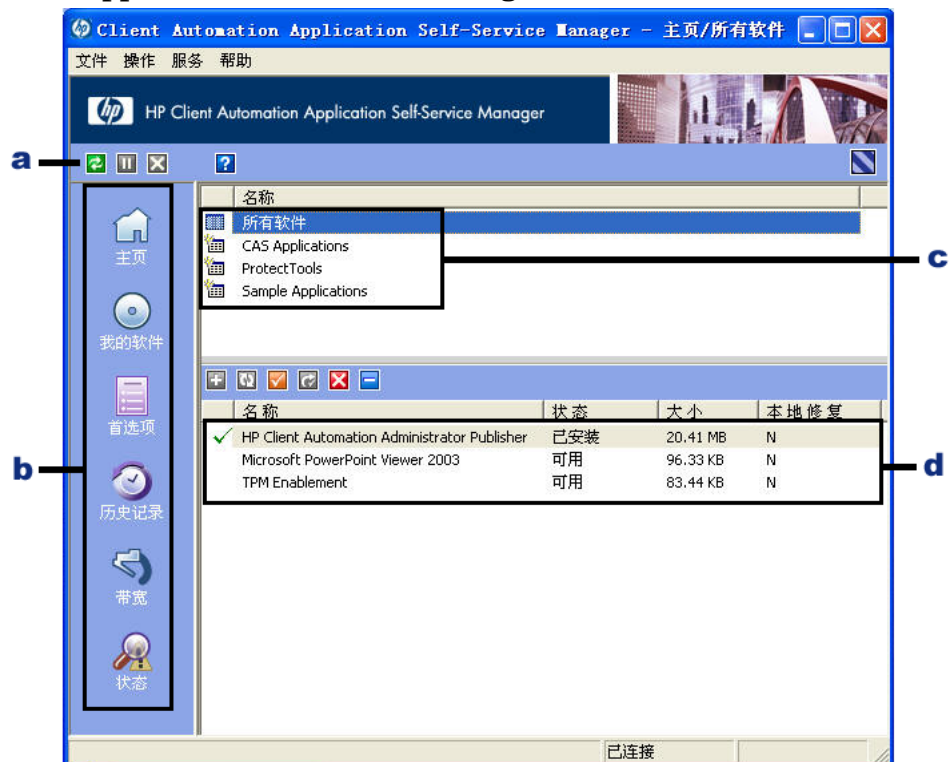 Client Automation Application Self-Service Manager - 主页/所有软件
文件 操作 服务 帮助
hp HP Client Automation Application Self-Service Manager
a
名称
所有软件
CAS Applications
ProtectTools
Sample Applications
c
主页
我的软件
首选项
历史记录
带宽
状态
b
名称 状态 大小 本地修复
HP Client Automation Administrator Publisher 已安装 20.41 MB N
Microsoft PowerPoint Viewer 2003 可用 96.33 KB N
TPM Enablement 可用 83.44 KB N
d
已连接